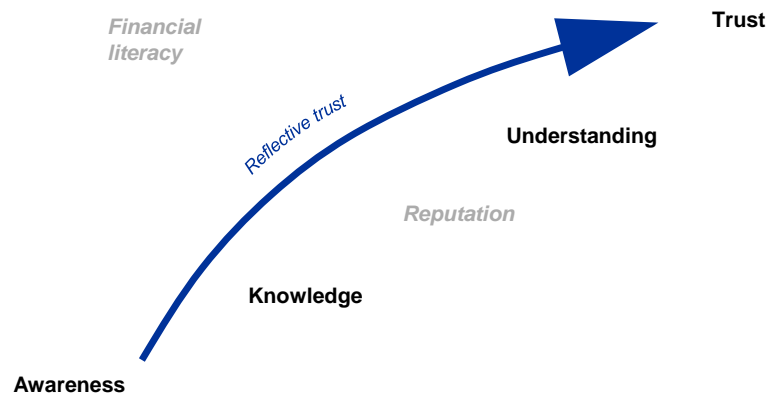 Financial
literacy
Trust
Reflective trust
Understanding
Reputation
Knowledge
Awareness